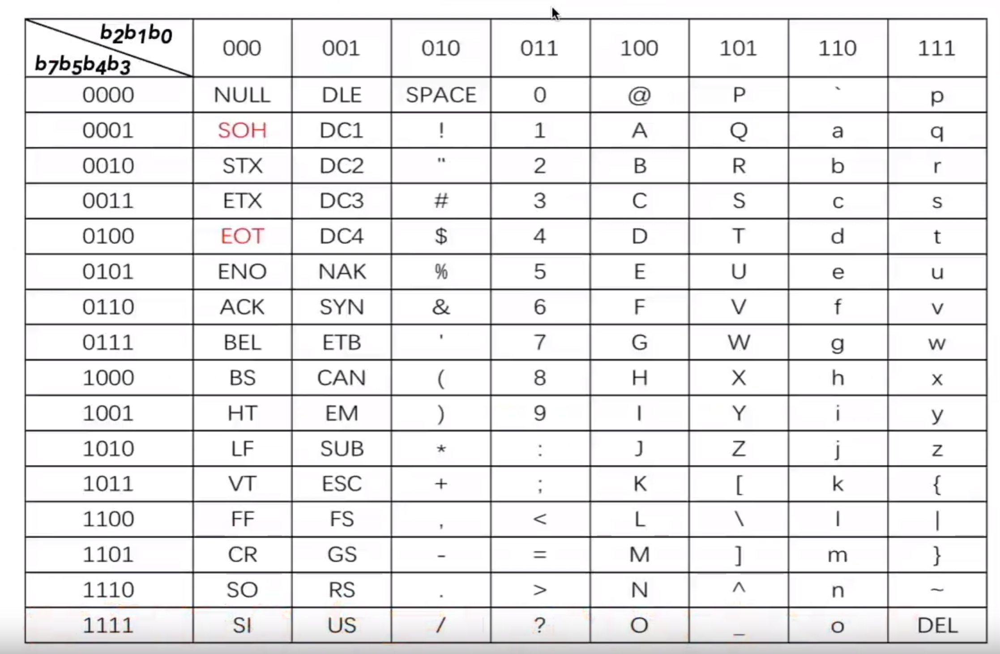 b2b1b0 000 001 010 011 100 101 110 111
b7b5b4b3
0000 NULL DLE SPACE 0 @ P ` p
0001 SOH DC1 ! 1 A Q a q
0010 STX DC2 " 2 B R b r
0011 ETX DC3 # 3 C S c s
0100 EOT DC4 $ 4 D T d t
0101 ENO NAK % 5 E U e u
0110 ACK SYN & 6 F V f v
0111 BEL ETB ' 7 G W g w
1000 BS CAN ( 8 H X h x
1001 HT EM ) 9 I Y i y
1010 LF SUB * : J Z j z
1011 VT ESC + ; K [ k {
1100 FF FS , < L \ l |
1101 CR GS - = M ] m }
1110 SO RS . > N ^ n ~
1111 SI US / ? O _ o DEL